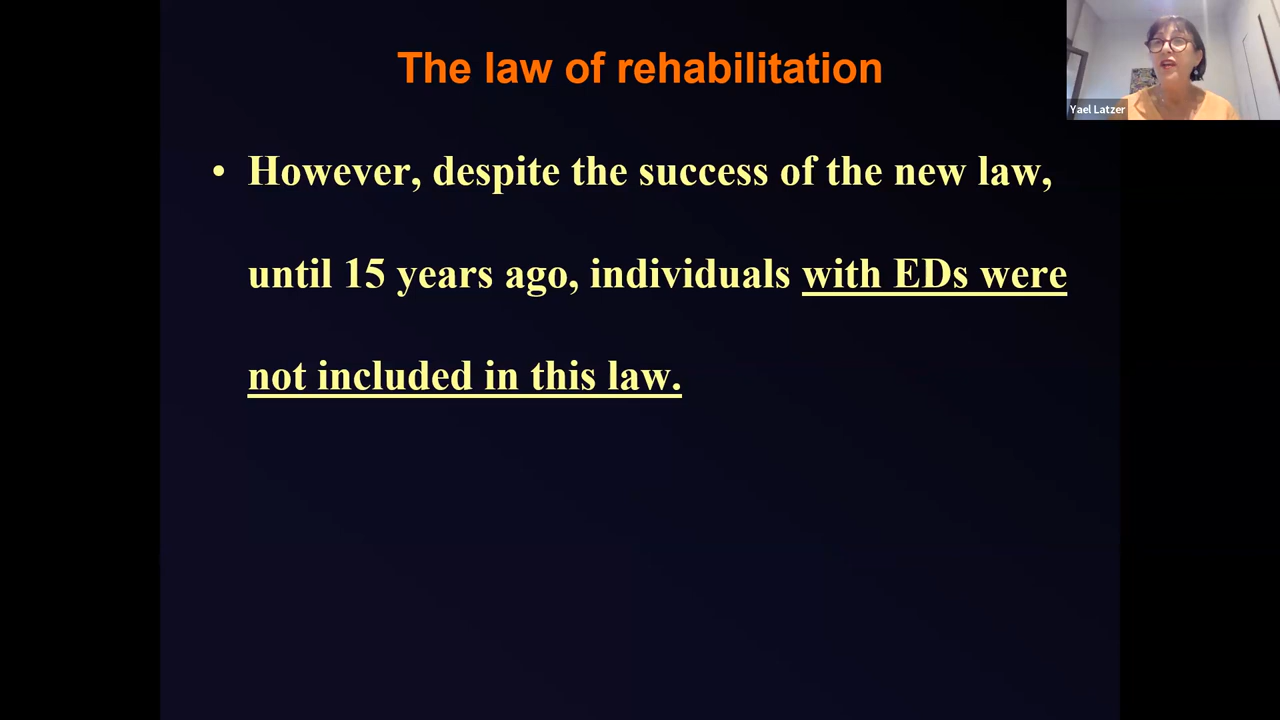 The law of rehabilitation
Yael Latzer
• However, despite the success of the new law,
until 15 years ago, individuals with EDs were
not included in this law.